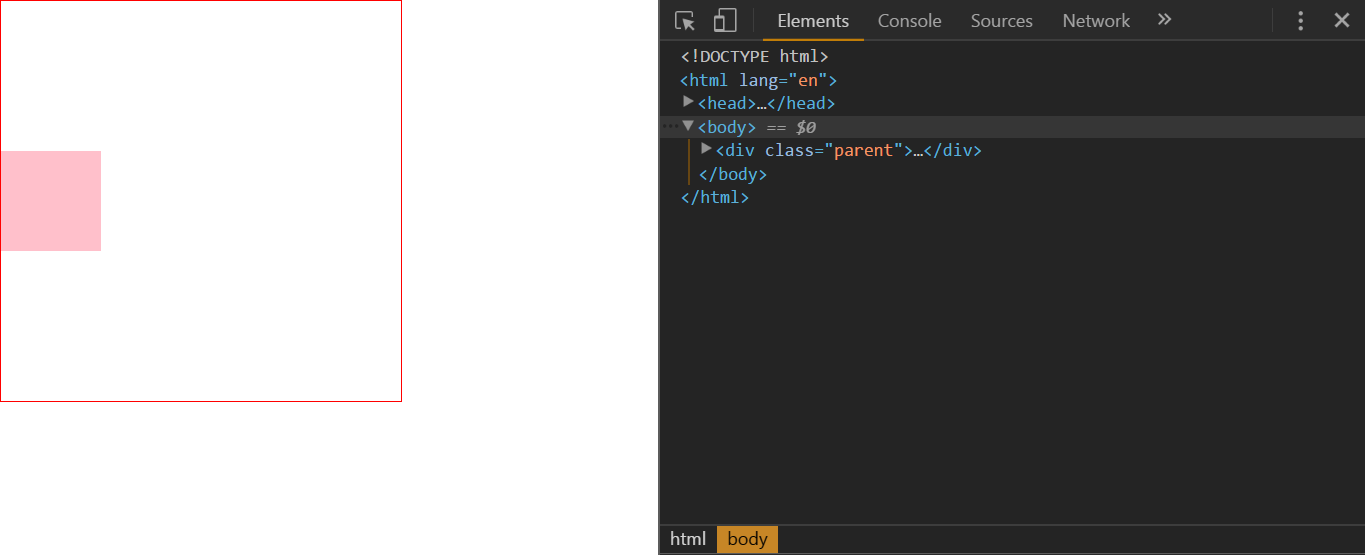 Elements Console Sources Network »
<!DOCTYPE html>
<html lang="en">
▶<head>…</head>
…▼<body> == $0
▶<div class="parent">…</div>
</body>
</html>
html body